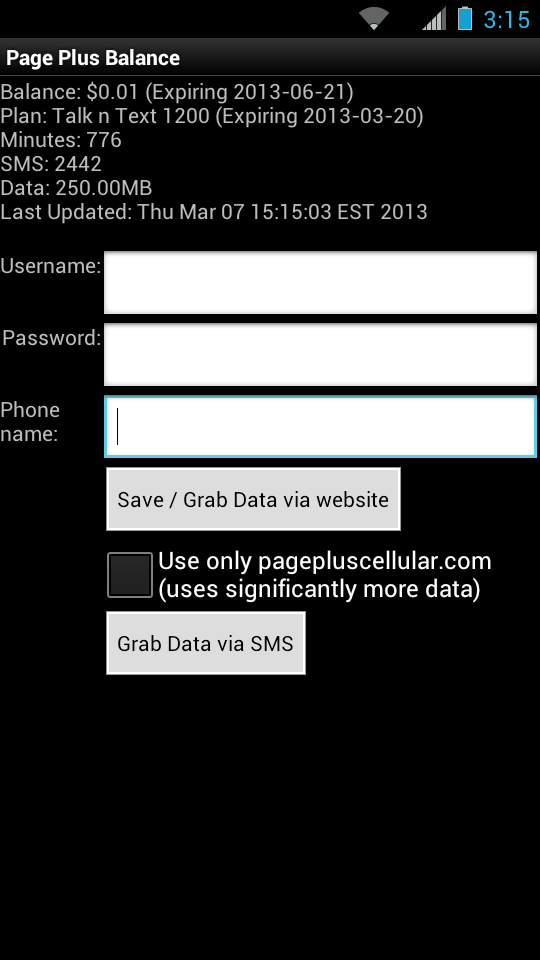 3:15
Page Plus Balance
Balance: $0.01 (Expiring 2013-06-21)
Plan: Talk n Text 1200 (Expiring 2013-03-20)
Minutes: 776
SMS: 2442
Data: 250.00MB
Last Updated: Thu Mar 07 15:15:03 EST 2013
Username:
Password:
Phone
name:
Save / Grab Data via website
Use only pagepluscellular.com
(uses significantly more data)
Grab Data via SMS